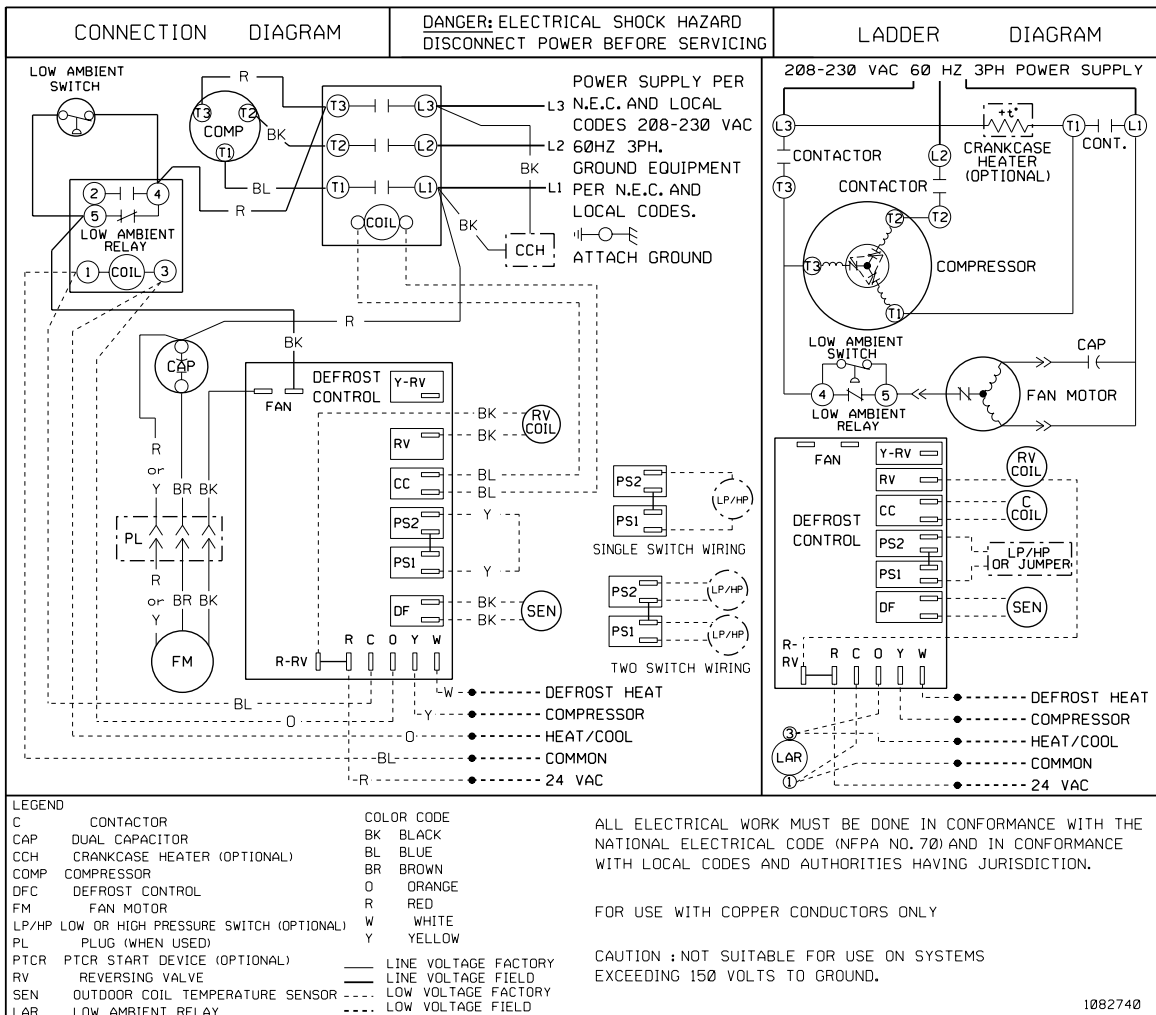 CONNECTION DIAGRAM
DANGER: ELECTRICAL SHOCK HAZARD
DISCONNECT POWER BEFORE SERVICING
LADDER DIAGRAM
LOW AMBIENT
SWITCH
R
T3
T2
COMP
T1
BK
BL
R
2
4
5
LOW AMBIENT
RELAY
1
COIL
3
T3
L3
T2
L2
T1
L1
COIL
L3
L2
L1
BK
BK
CCH
POWER SUPPLY PER
N.E.C. AND LOCAL
CODES 208-230 VAC
60HZ 3PH.
GROUND EQUIPMENT
PER N.E.C. AND
LOCAL CODES.
ATTACH GROUND
R
BK
CAP
FAN
DEFROST
CONTROL
Y-RV
RV
CC
PS2
PS1
DF
BK
BK
RV
COIL
BL
BL
Y
Y
BK
BK
SEN
R
or
Y
BR
BK
PL
R
or
Y
BR
BK
FM
R-RV
R C O Y W
PS2
PS1
LP/HP
SINGLE SWITCH WIRING
PS2
PS1
LP/HP
LP/HP
TWO SWITCH WIRING
W
DEFROST HEAT
BL
Y
COMPRESSOR
O
O
HEAT/COOL
BL
COMMON
R
24 VAC
208-230 VAC 60 HZ 3PH POWER SUPPLY
L3
+t°
CRANKCASE
HEATER
(OPTIONAL)
T1
L1
CONT.
CONTACTOR
L2
T3
CONTACTOR
T2
T2
T3
COMPRESSOR
T1
LOW AMBIENT
SWITCH
CAP
4
5
LOW AMBIENT
RELAY
FAN MOTOR
FAN
Y-RV
RV
CC
PS2
PS1
DF
DEFROST
CONTROL
RV
COIL
C
COIL
LP/HP
OR JUMPER
SEN
R-
RV
R C O Y W
DEFROST HEAT
COMPRESSOR
3
HEAT/COOL
LAR
COMMON
1
24 VAC
LEGEND
C CONTACTOR
CAP DUAL CAPACITOR
CCH CRANKCASE HEATER (OPTIONAL)
COMP COMPRESSOR
DFC DEFROST CONTROL
FM FAN MOTOR
LP/HP LOW OR HIGH PRESSURE SWITCH (OPTIONAL)
PL PLUG (WHEN USED)
PTCR PTCR START DEVICE (OPTIONAL)
RV REVERSING VALVE
SEN OUTDOOR COIL TEMPERATURE SENSOR
LAR LOW AMBIENT RELAY
COLOR CODE
BK BLACK
BL BLUE
BR BROWN
O ORANGE
R RED
W WHITE
Y YELLOW
LINE VOLTAGE FACTORY
LINE VOLTAGE FIELD
LOW VOLTAGE FACTORY
LOW VOLTAGE FIELD
ALL ELECTRICAL WORK MUST BE DONE IN CONFORMANCE WITH THE
NATIONAL ELECTRICAL CODE (NFPA NO. 70) AND IN CONFORMANCE
WITH LOCAL CODES AND AUTHORITIES HAVING JURISDICTION.
FOR USE WITH COPPER CONDUCTORS ONLY
CAUTION : NOT SUITABLE FOR USE ON SYSTEMS
EXCEEDING 150 VOLTS TO GROUND.
1082740